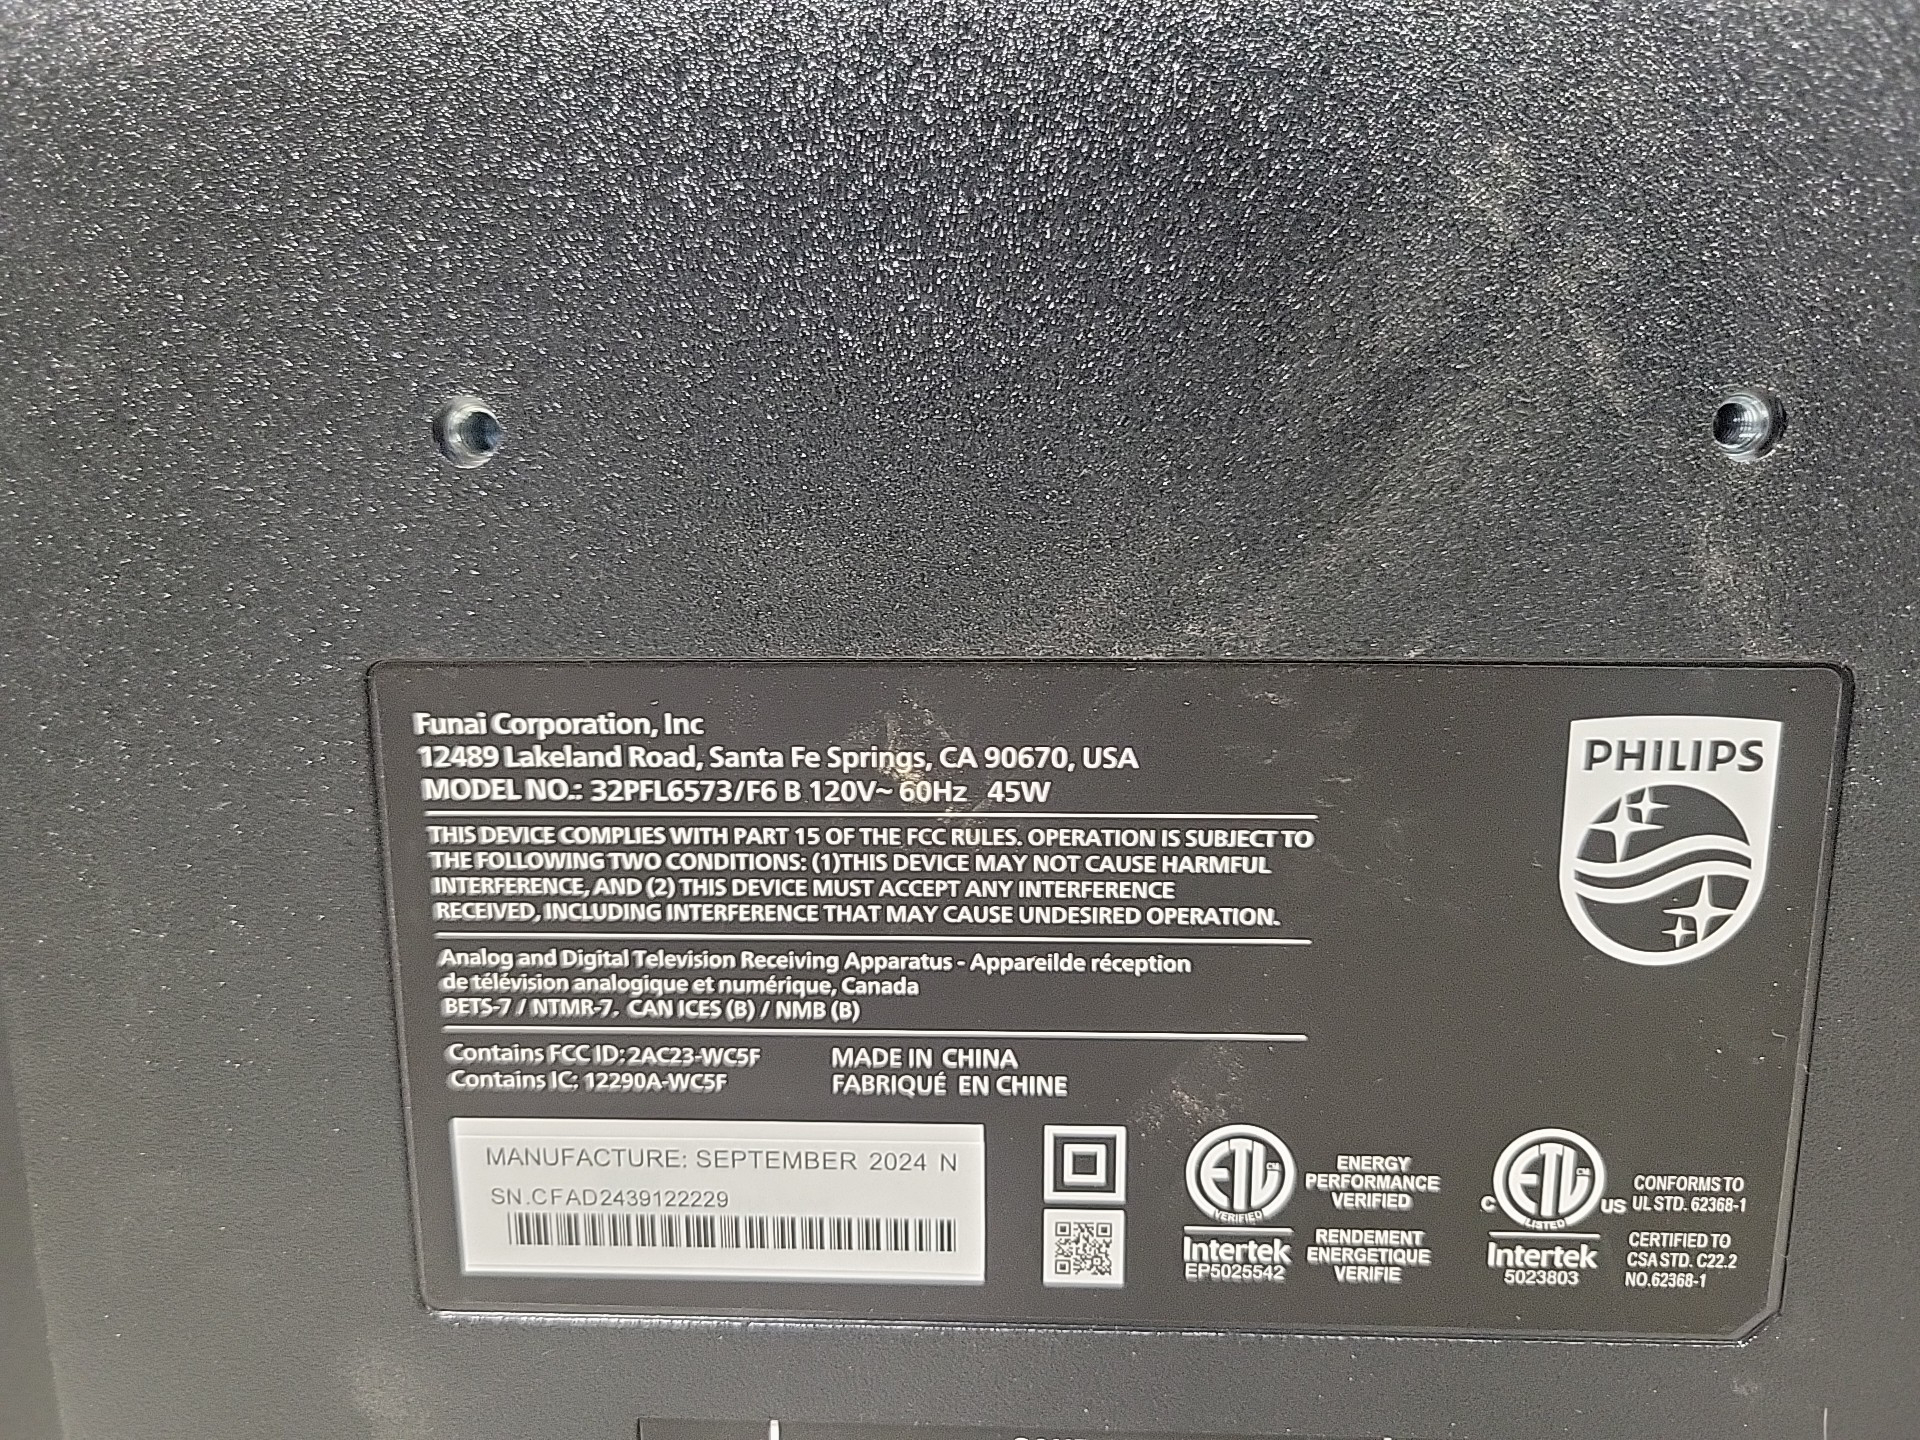 Funai Corporation, Inc
12489 Lakeland Road, Santa Fe Springs, CA 90670, USA
MODEL NO.: 32PFL6573/F6 B 120V~ 60Hz 45W
THIS DEVICE COMPLIES WITH PART 15 OF THE FCC RULES. OPERATION IS SUBJECT TO
THE FOLLOWING TWO CONDITIONS: (1)THIS DEVICE MAY NOT CAUSE HARMFUL
INTERFERENCE, AND (2) THIS DEVICE MUST ACCEPT ANY INTERFERENCE
RECEIVED, INCLUDING INTERFERENCE THAT MAY CAUSE UNDESIRED OPERATION.
Analog and Digital Television Receiving Apparatus - Appareilde réception
de télévision analogique et numérique, Canada
BETS-7 / NTMR-7. CAN ICES (B) / NMB (B)
Contains FCC ID:2AC23-WC5F
Contains IC: 12290A-WC5F
MADE IN CHINA
FABRIQUÉ EN CHINE
PHILIPS
MANUFACTURE: SEPTEMBER 2024 N
SN.CFAD2439122229
ETL CM
VERIFIED
Intertek
EP5025542
ENERGY
PERFORMANCE
VERIFIED
RENDEMENT
ENERGETIQUE
VERIFIE
C ETL CM US
LISTED
Intertek
5023803
CONFORMS TO
UL STD. 62368-1
CERTIFIED TO
CSA STD. C22.2
NO.62368-1